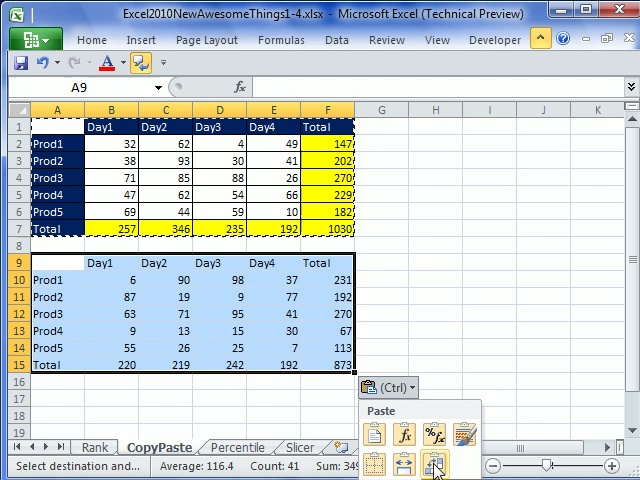 Excel2010NewAwesomeThings1-4.xlsx - Microsoft Excel (Technical Preview)
Home Insert Page Layout Formulas Data Review View Developer
A9 fx
A B C D E F G H I J K
1 Day1 Day2 Day3 Day4 Total
2 Prod1 32 62 4 49 147
3 Prod2 38 93 30 41 202
4 Prod3 71 85 88 26 270
5 Prod4 47 62 54 66 229
6 Prod5 69 44 59 10 182
7 Total 257 346 235 192 1030
8
9 Day1 Day2 Day3 Day4 Total
10 Prod1 6 90 98 37 231
11 Prod2 87 19 9 77 192
12 Prod3 63 71 95 41 270
13 Prod4 9 13 15 30 67
14 Prod5 55 26 25 7 113
15 Total 220 219 242 192 873
16 (Ctrl)
17
Paste
18
fx %fx
19
Rank CopyPaste Percentile Slicer
Select destination and... Average: 116.4 Count: 41 Sum: 349